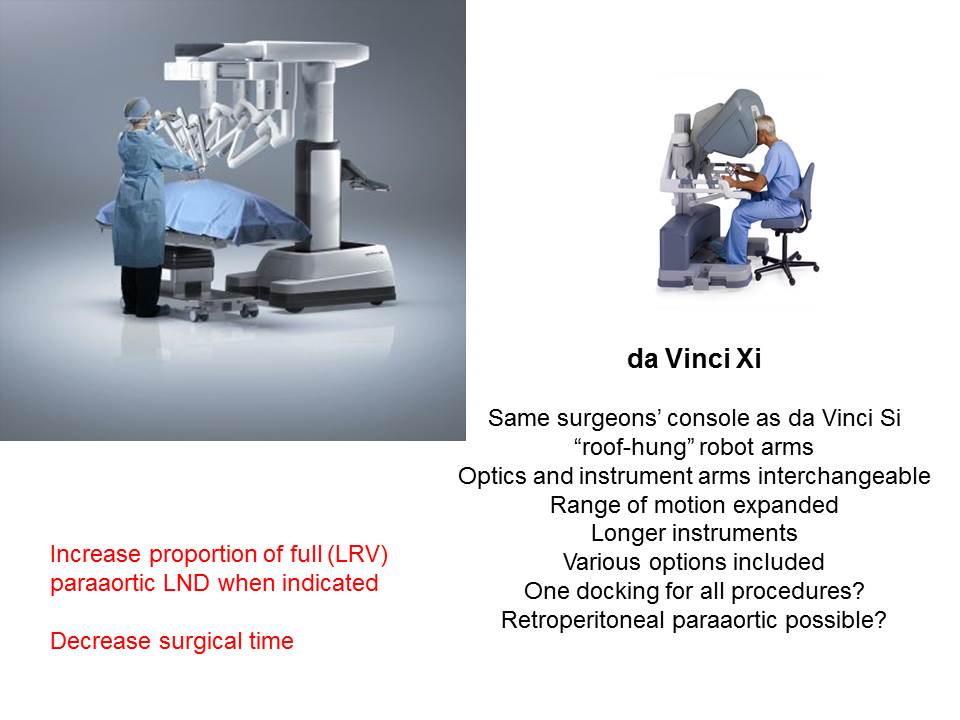 da Vinci Xi
Same surgeons’ console as da Vinci Si
“roof-hung” robot arms
Optics and instrument arms interchangeable
Range of motion expanded
Longer instruments
Various options included
One docking for all procedures?
Retroperitoneal paraaortic possible?
Increase proportion of full (LRV)
paraaortic LND when indicated
Decrease surgical time